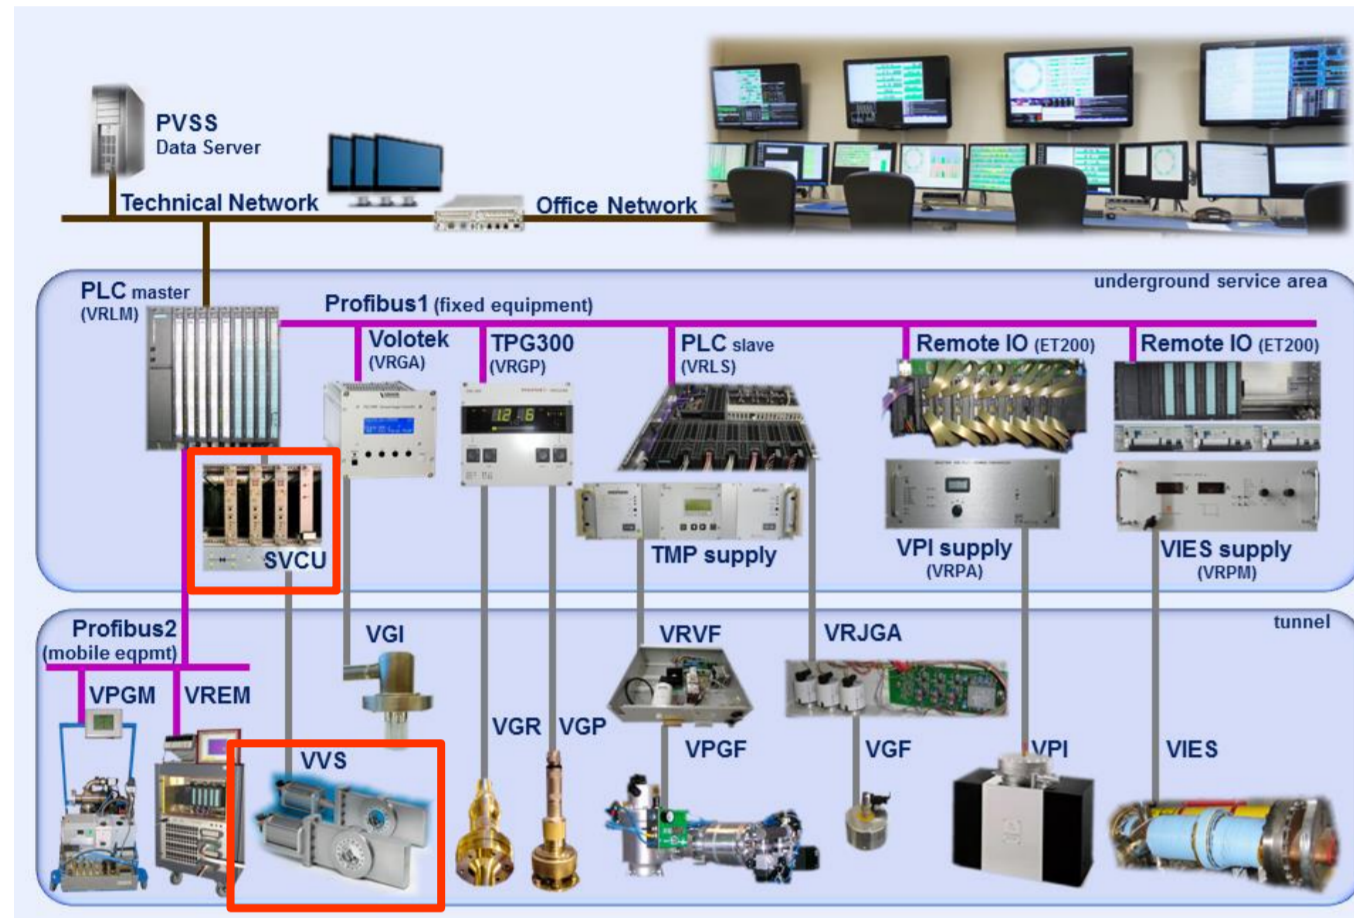 PVSS
Data Server
Technical Network
Office Network
underground service area
PLC master
(VRLM)
Profibus1 (fixed equipment)
Volotek
(VRGA)
TPG300
(VRGP)
PLC slave
(VRLS)
Remote IO (ET200)
Remote IO (ET200)
SVCU
TMP supply
VPI supply
(VRPA)
VIES supply
(VRPM)
tunnel
Profibus2
(mobile eqpmt)
VPGM
VREM
VVS
VGI
VGR
VGP
VRVF
VPGF
VRJGA
VGF
VPI
VIES